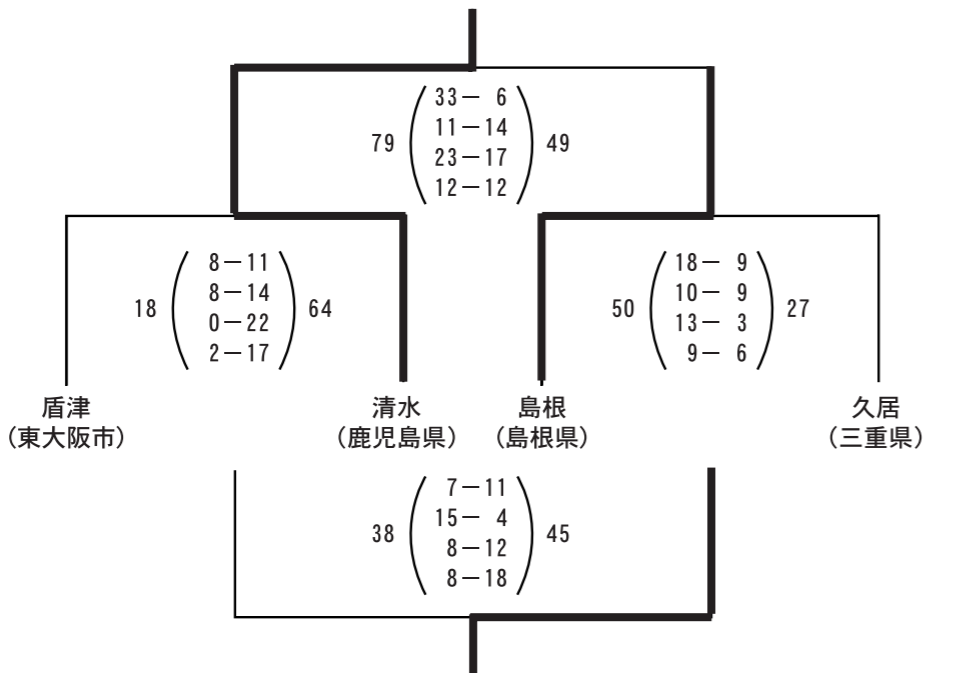 33－ 6
11－14
79 49
23－17
12－12
8－11
8－14
18 64
0－22
2－17
18－ 9
10－ 9
50 27
13－ 3
9－ 6
盾津
（東大阪市）
清水
（鹿児島県）
島根
（島根県）
久居
（三重県）
7－11
15－ 4
38 45
8－12
8－18